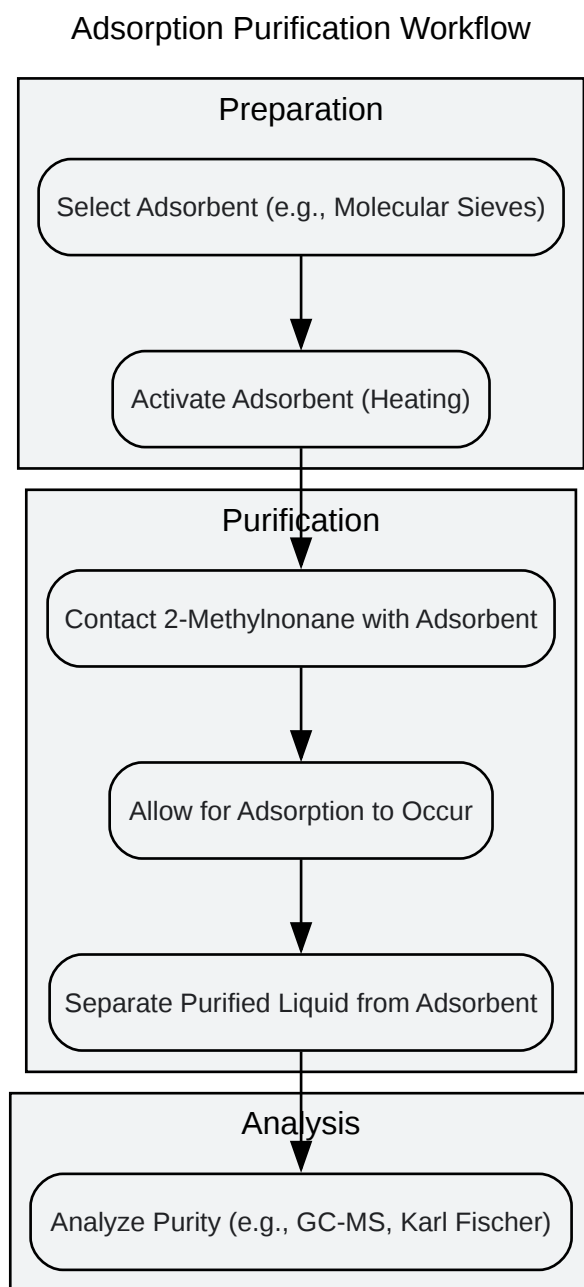 Adsorption Purification Workflow
Preparation
Select Adsorbent (e.g., Molecular Sieves)
Activate Adsorbent (Heating)
Purification
Contact 2-Methylnonane with Adsorbent
Allow for Adsorption to Occur
Separate Purified Liquid from Adsorbent
Analysis
Analyze Purity (e.g., GC-MS, Karl Fischer)